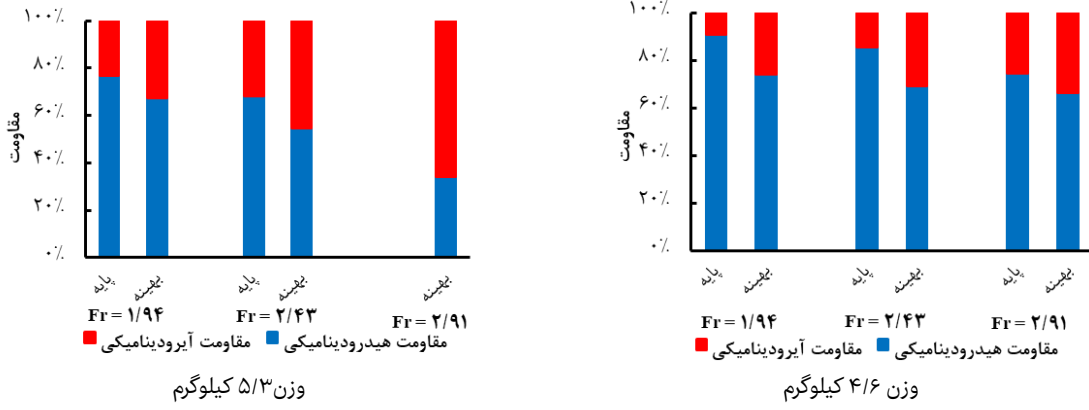 ۱۰۰٪
۸۰٪
۶۰٪
۴۰٪
۲۰٪
۰٪
مقاومت
پایه
بهینه
پایه
بهینه
بهینه
Fr = ۱/۹۴
Fr = ۲/۴۳
Fr = ۲/۹۱
مقاومت هیدرودینامیکی
مقاومت آیرودینامیکی
وزن۵/۳ کیلوگرم
۱۰۰٪
۸۰٪
۶۰٪
۴۰٪
۲۰٪
۰٪
مقاومت
پایه
بهینه
پایه
بهینه
پایه
بهینه
Fr = ۱/۹۴
Fr = ۲/۴۳
Fr = ۲/۹۱
مقاومت هیدرودینامیکی
مقاومت آیرودینامیکی
وزن ۴/۶ کیلوگرم